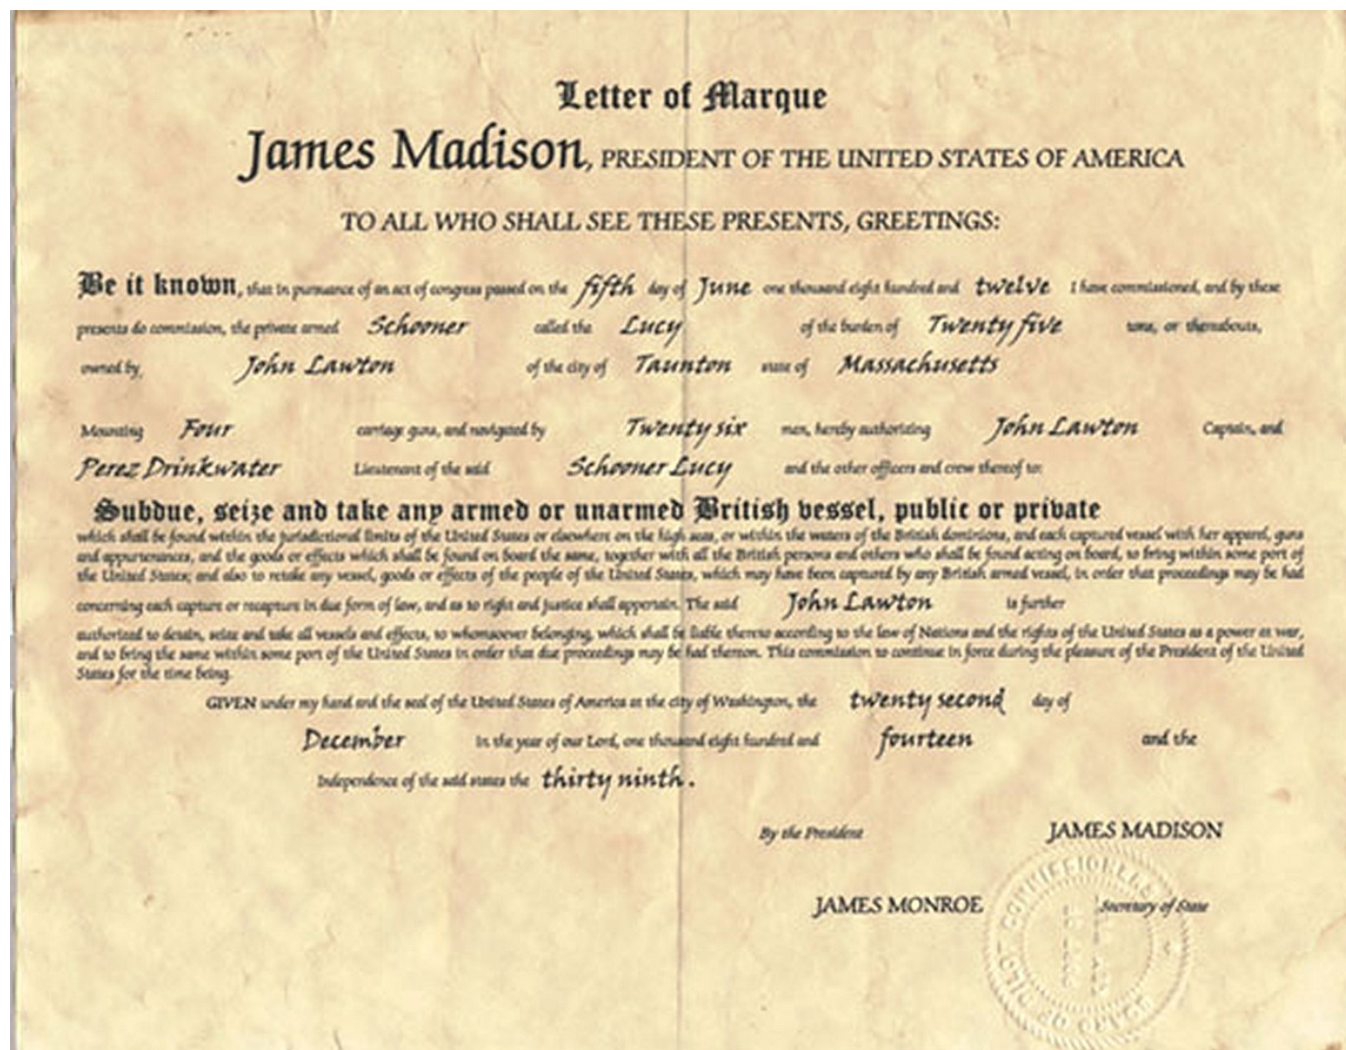 Letter of Marque
James Madison, PRESIDENT OF THE UNITED STATES OF AMERICA
TO ALL WHO SHALL SEE THESE PRESENTS, GREETINGS:
Be it known, that in pursuance of an act of congress passed on the fifth day of June one thousand eight hundred and twelve I have commissioned, and by these
presents do commission, the private armed Schooner called the Lucy of the burden of Twenty five tons, or thereabouts,
owned by, John Lawton of the city of Taunton state of Massachusetts
Mounting Four carriage guns, and navigated by Twenty six men, hereby authorizing John Lawton Captain, and
Perez Drinkwater Lieutenant of the said Schooner Lucy and the other officers and crew thereof to:
Subdue, seize and take any armed or unarmed British vessel, public or private
which shall be found within the jurisdictional limits of the United States or elsewhere on the high seas, or within the waters of the British dominions, and each captured vessel with her apparel, guns
and appurtenances, and the goods or effects which shall be found on board the same, together with all the British persons and others who shall be found acting on board, to bring within some port of
the United States; and also to retake any vessel, goods or effects of the people of the United States, which may have been captured by any British armed vessel, in order that proceedings may be had
concerning each capture or recapture in due form of law, and as to right and justice shall appertain. The said John Lawton is further
authorized to detain, seize and take all vessels and effects, to whomsoever belonging, which shall be liable thereto according to the law of Nations and the rights of the United States as a power at war,
and to bring the same within some port of the United States in order that due proceedings may be had thereon. This commission to continue in force during the pleasure of the President of the United
States for the time being.
GIVEN under my hand and the seal of the United States of America at the city of Washington, the twenty second day of
December in the year of our Lord, one thousand eight hundred and fourteen and the
Independence of the said states the thirty ninth.
By the President JAMES MADISON
JAMES MONROE Secretary of State